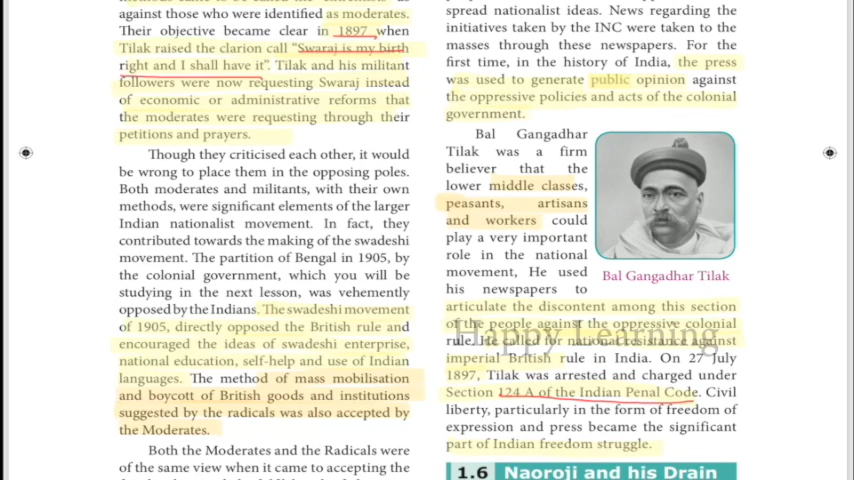 against those who were identified as moderates.
Their objective became clear in 1897 when
Tilak raised the clarion call "Swaraj is my birth
right and I shall have it". Tilak and his militant
followers were now requesting Swaraj instead
of economic or administrative reforms that
the moderates were requesting through their
petitions and prayers.
Though they criticised each other, it would
be wrong to place them in the opposing poles.
Both moderates and militants, with their own
methods, were significant elements of the larger
Indian nationalist movement. In fact, they
contributed towards the making of the swadeshi
movement. The partition of Bengal in 1905, by
the colonial government, which you will be
studying in the next lesson, was vehemently
opposed by the Indians. The swadeshi movement
of 1905, directly opposed the British rule and
encouraged the ideas of swadeshi enterprise,
national education, self-help and use of Indian
languages. The method of mass mobilisation
and boycott of British goods and institutions
suggested by the radicals was also accepted by
the Moderates.
Both the Moderates and the Radicals were
of the same view when it came to accepting the
spread nationalist ideas. News regarding the
initiatives taken by the INC were taken to the
masses through these newspapers. For the
first time, in the history of India, the press
was used to generate public opinion against
the oppressive policies and acts of the colonial
government.
Bal Gangadhar
Tilak was a firm
believer that the
lower middle classes,
peasants, artisans
and workers could
play a very important
role in the national
movement, He used
his newspapers to
Bal Gangadhar Tilak
articulate the discontent among this section
of the people against the oppressive colonial
rule. He called for national resistance against
imperial British rule in India. On 27 July
1897, Tilak was arrested and charged under
Section 124 A of the Indian Penal Code. Civil
liberty, particularly in the form of freedom of
expression and press became the significant
part of Indian freedom struggle.
Happy Learning
1.6 Naoroji and his Drain